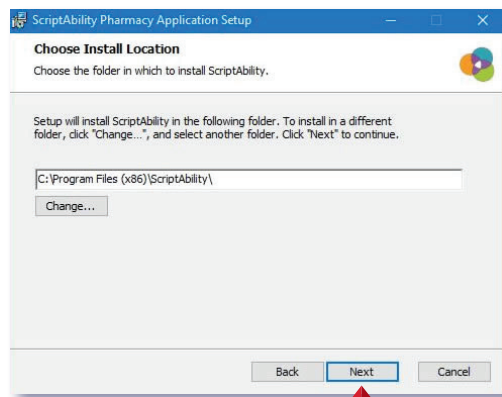 ScriptAbility Pharmacy Application Setup
Choose Install Location
Choose the folder in which to install ScriptAbility.
Setup will install ScriptAbility in the following folder. To install in a different
folder, click "Change...", and select another folder. Click "Next" to continue.
C:\Program Files (x86)\ScriptAbility\
Change...
Back Next Cancel